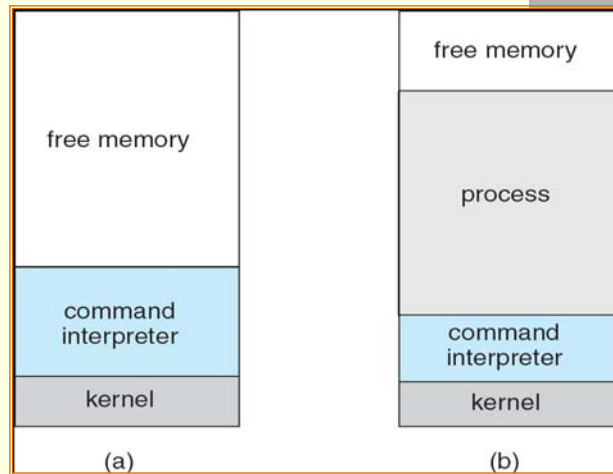 free memory
command
interpreter
kernel
(a)
free memory
process
command
interpreter
kernel
(b)